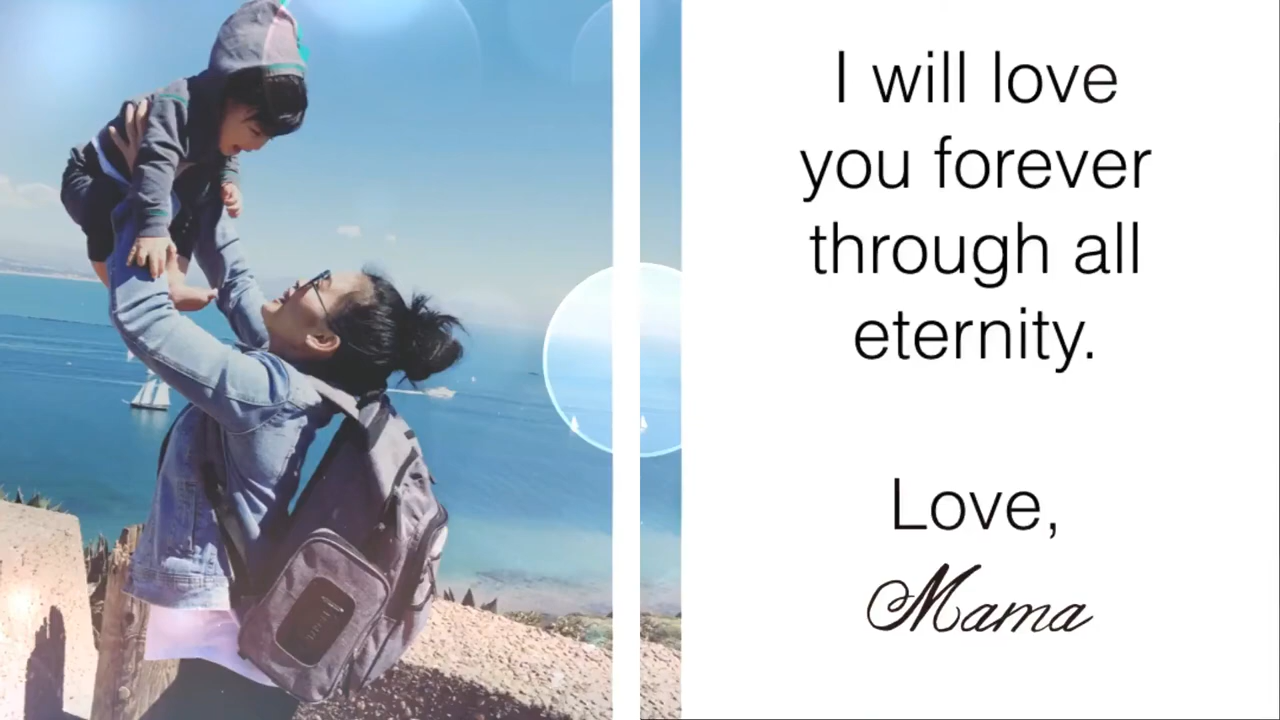 I will love
you forever
through all
eternity.
Love,
Mama